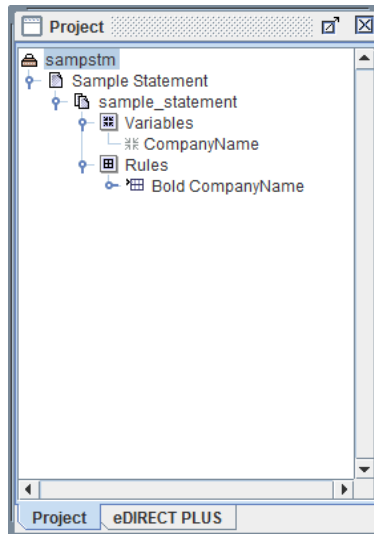 Project
sampstm
Sample Statement
sample_statement
Variables
CompanyName
Rules
Bold CompanyName
Project eDIRECT PLUS